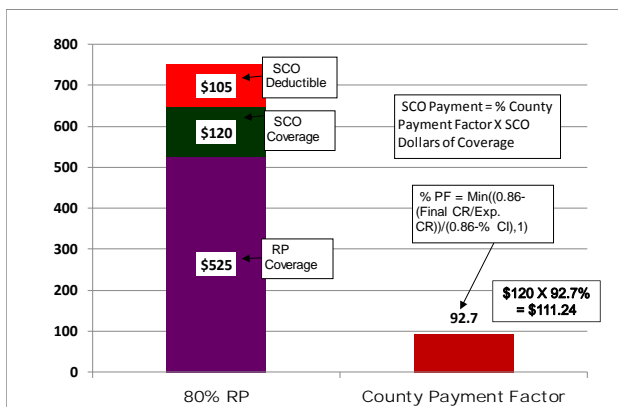 800
700
600
500
400
300
200
100
0
$105
$120
$525
SCO
Deductible
SCO
Coverage
RP
Coverage
SCO Payment = % County
Payment Factor X SCO
Dollars of Coverage
% PF = Min((0.86-
(Final CR/Exp.
CR))/(0.86-% CI),1)
$120 X 92.7%
= $111.24
92.7
80% RP
County Payment Factor